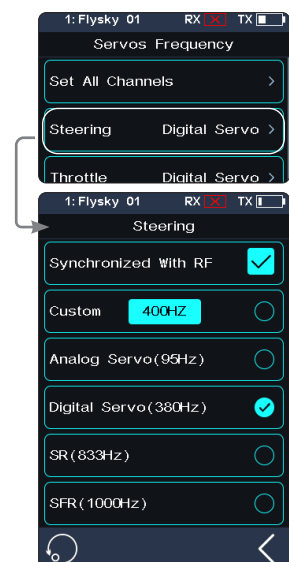 1: Flysky 01 RX TX
Servos Frequency
Set All Channels >
Steering Digital Servo >
Throttle Digital Servo >
1: Flysky 01 RX TX
Steering
Synchronized With RF
Custom 400HZ
Analog Servo(95Hz)
Digital Servo(380Hz)
SR(833Hz)
SFR(1000Hz)